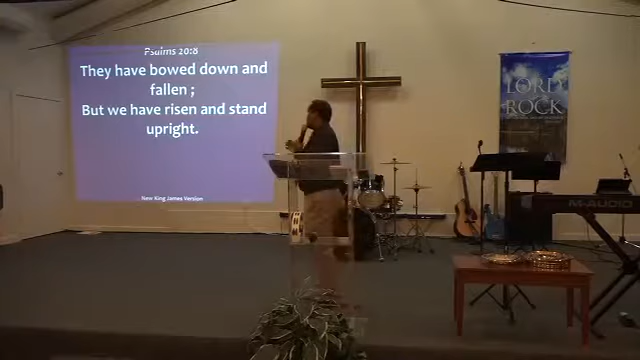 Psalms 20:8
They have bowed down and
fallen ;
But we have risen and stand
upright.
New King James Version
LORD
ROCK
M-AUDIO